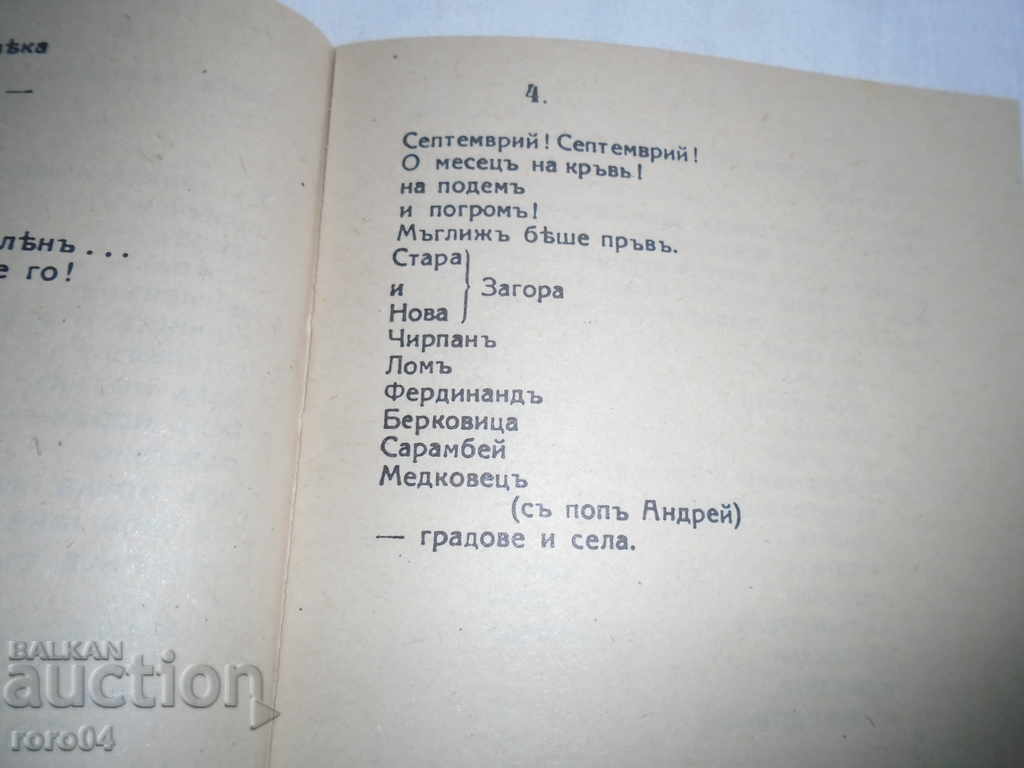 го!
4.
Септемврий! Септемврий!
О месецъ на кръвь!
на подемъ
и погромъ!
Мъглижъ бѣше пръвъ.
Стара
и Загора
Нова
Чирпанъ
Ломъ
Фердинандъ
Берковица
Сарамбей
Медковецъ
(съ попъ Андрей)
— градове и села.
BALKAN
auction
roro04